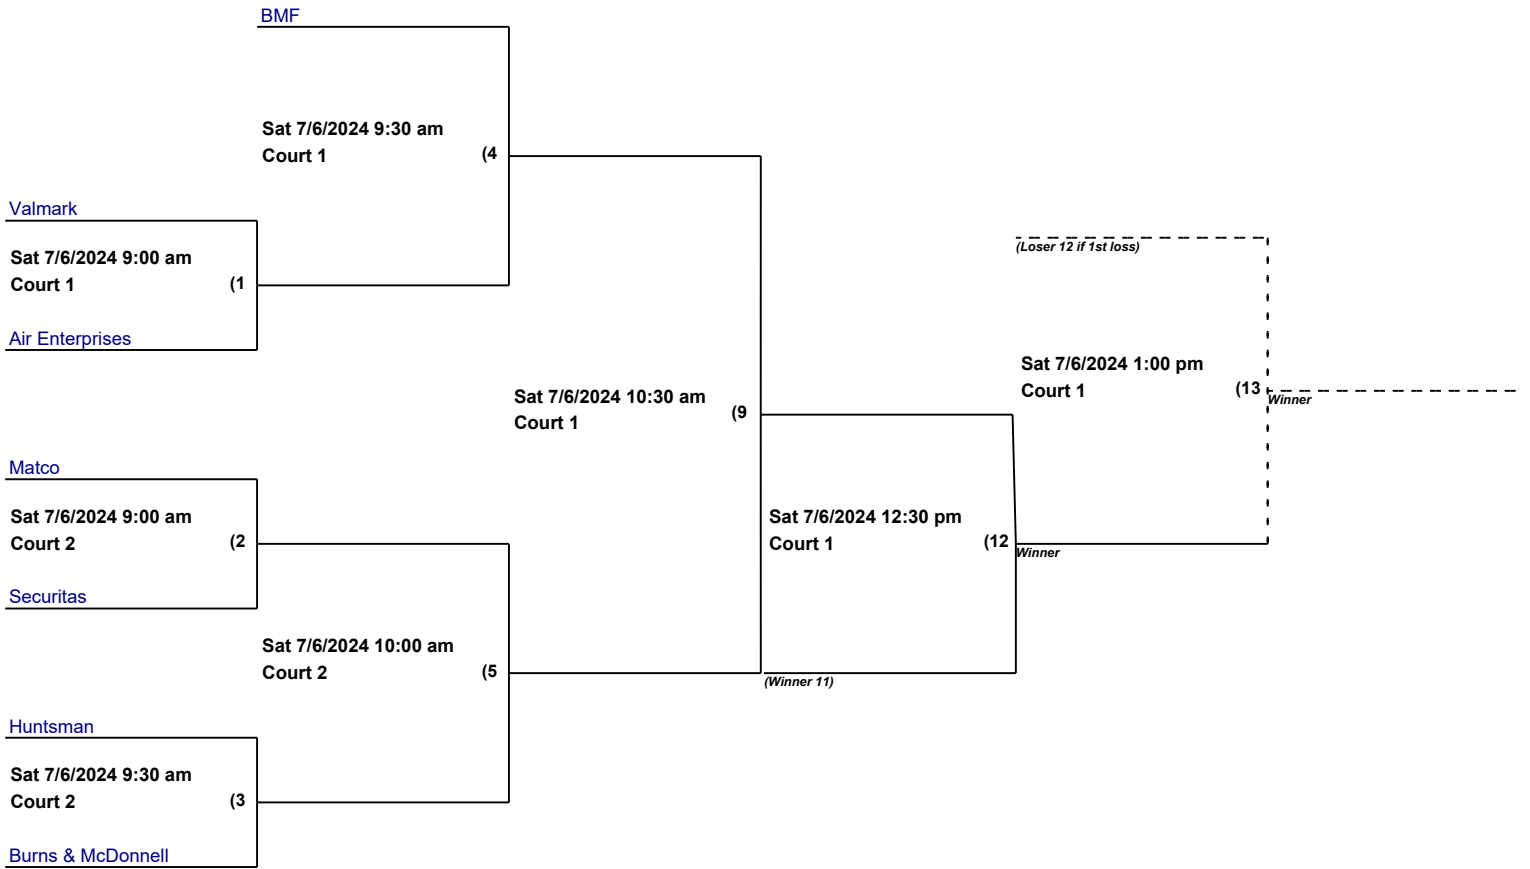 BMF
Sat 7/6/2024 9:30 am
Court 1 (4
Valmark
Sat 7/6/2024 9:00 am
Court 1 (1
Air Enterprises
(Loser 12 if 1st loss)
Sat 7/6/2024 1:00 pm
Court 1 (13
Winner
Sat 7/6/2024 10:30 am
Court 1 (9
Matco
Sat 7/6/2024 9:00 am
Court 2 (2
Securitas
Sat 7/6/2024 12:30 pm
Court 1 (12
Winner
Sat 7/6/2024 10:00 am
Court 2 (5
(Winner 11)
Huntsman
Sat 7/6/2024 9:30 am
Court 2 (3
Burns & McDonnell